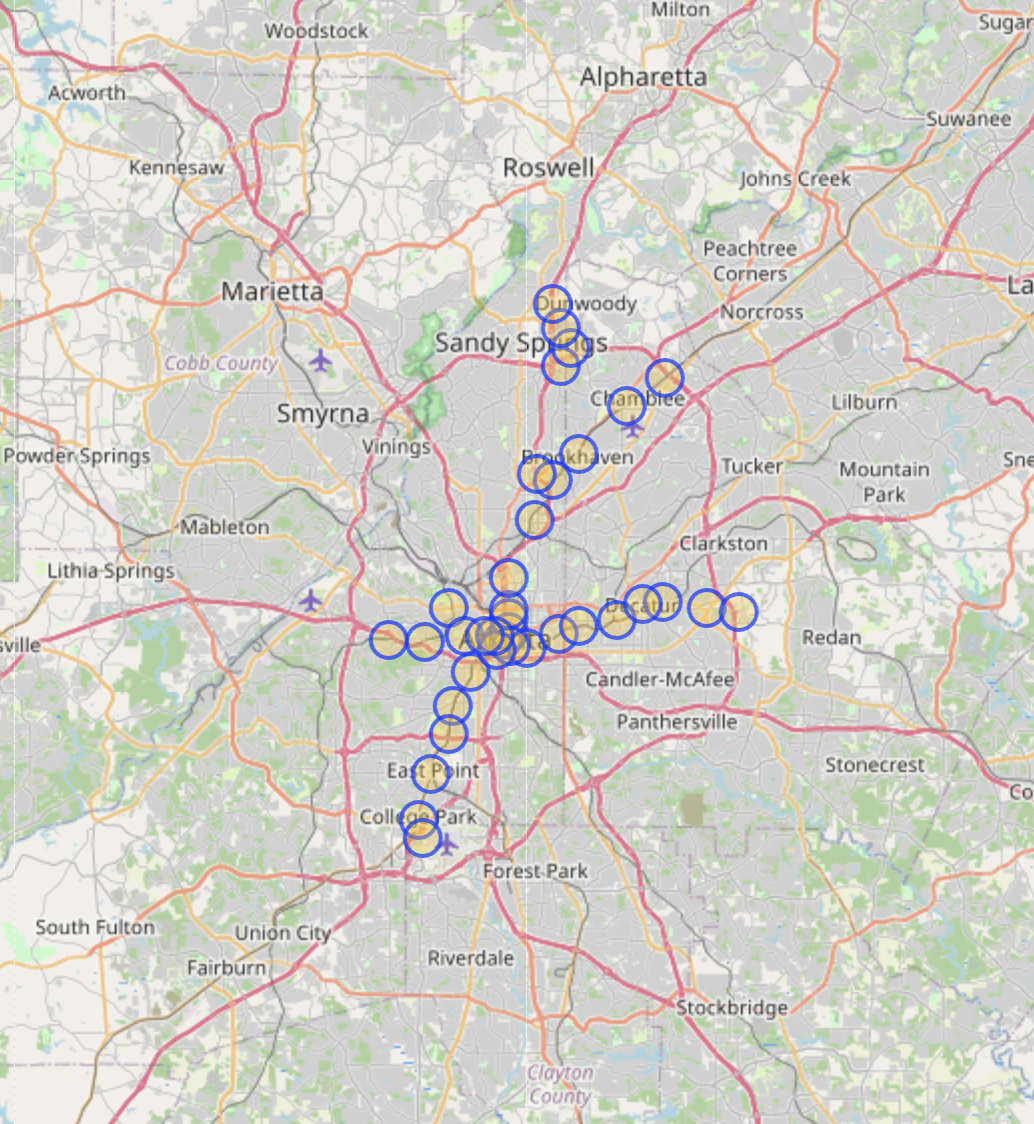 Milton
Sugar
Woodstock
Alpharetta
Acworth
Suwanee
Kennesaw
Roswell
Johns Creek
Peachtree
Corners
Marietta
La
Dunwoody
Norcross
Sandy Springs
Cobb County
Chamblee
Lilburn
Smyrna
Vinings
Brookhaven
Powder Springs
Tucker
Mountain
Park
Sne
Mableton
Clarkston
Lithia Springs
Decatur
Redan
sville
Candler-McAfee
Panthersville
Stonecrest
East Point
Co
College Park
Forest Park
South Fulton
Union City
Riverdale
Fairburn
Stockbridge
Clayton
County